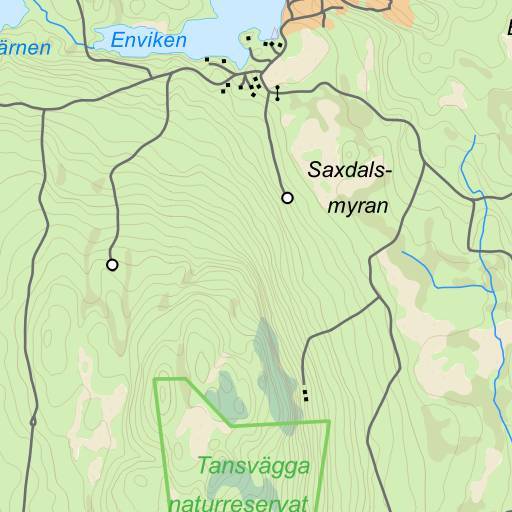 Enviken
ärnen
Saxdals-
myran
Tansvägga
naturreservat